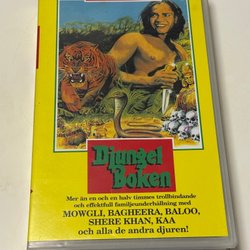 Djungel
Boken
Mer än en och en halv timmes trollbindande
och effektfull familjeunderhållning med
MOWGLI, BAGHEERA, BALOO,
SHERE KHAN, KAA
och alla de andra djuren!